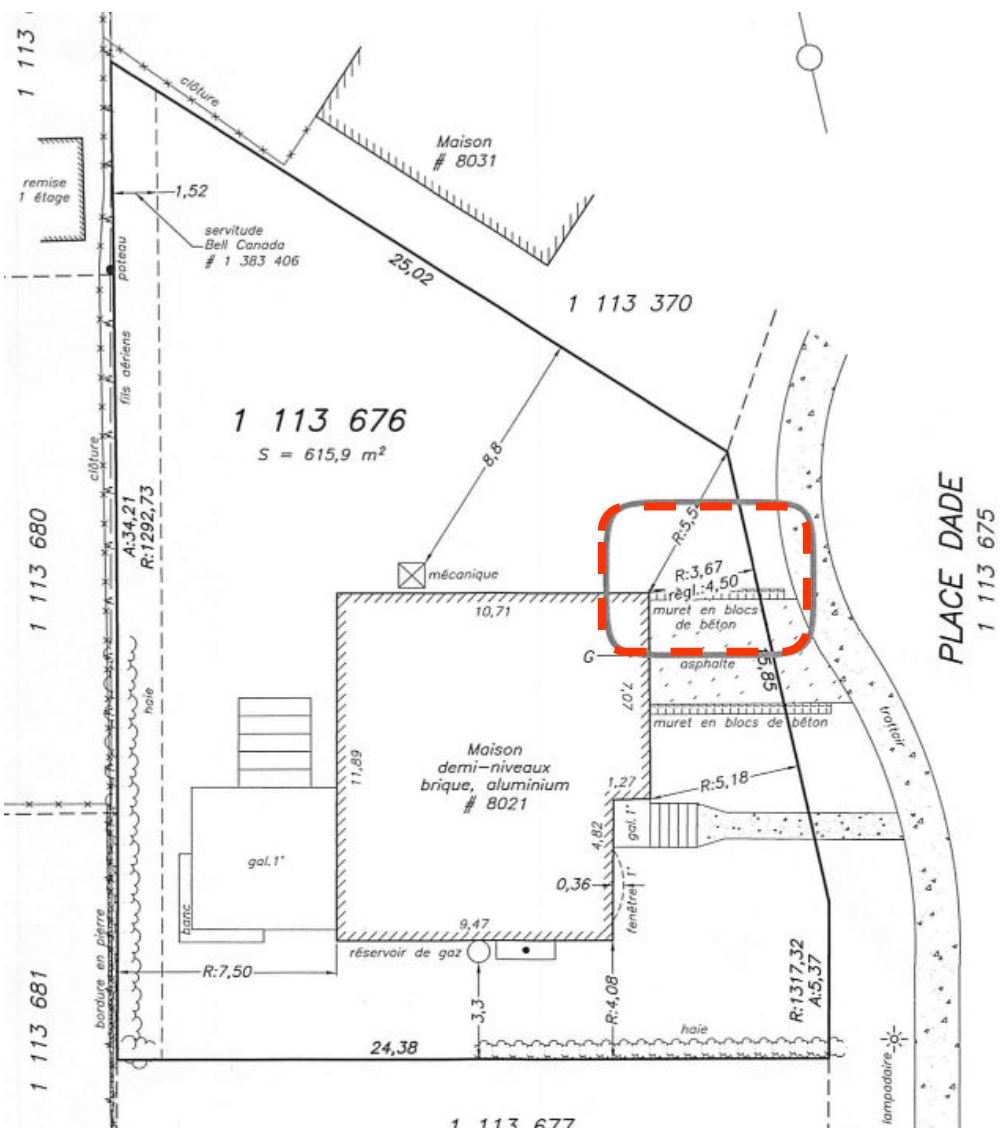 1 113
clôture
Maison
# 8031
remise
1 étage
1,52
servitude
Bell Canada
# 1 383 406
poteau
25,02
1 113 370
fils aériens
1 113 676
S = 615,9 m²
8,8
clôture
A:34,21
R:1292,73
1 113 680
PLACE DADE
1 113 675
R:5,5
R:3,67
règl.:4,50
mécanique
10,71
muret en blocs
de béton
G
asphalte
15,85
7,07
haie
muret en blocs de béton
trottoir
11,89
Maison
demi-niveaux
brique, aluminium
# 8021
1,27
R:5,18
4,82
gal.1'
gal.1'
0,36
fenêtre 1'
banc
9,47
réservoir de gaz
bordure en pierre
R:7,50
3,3
R:4,08
R:1317,32
A:5,37
1 113 681
24,38
haie
lampadaire
1 113 677